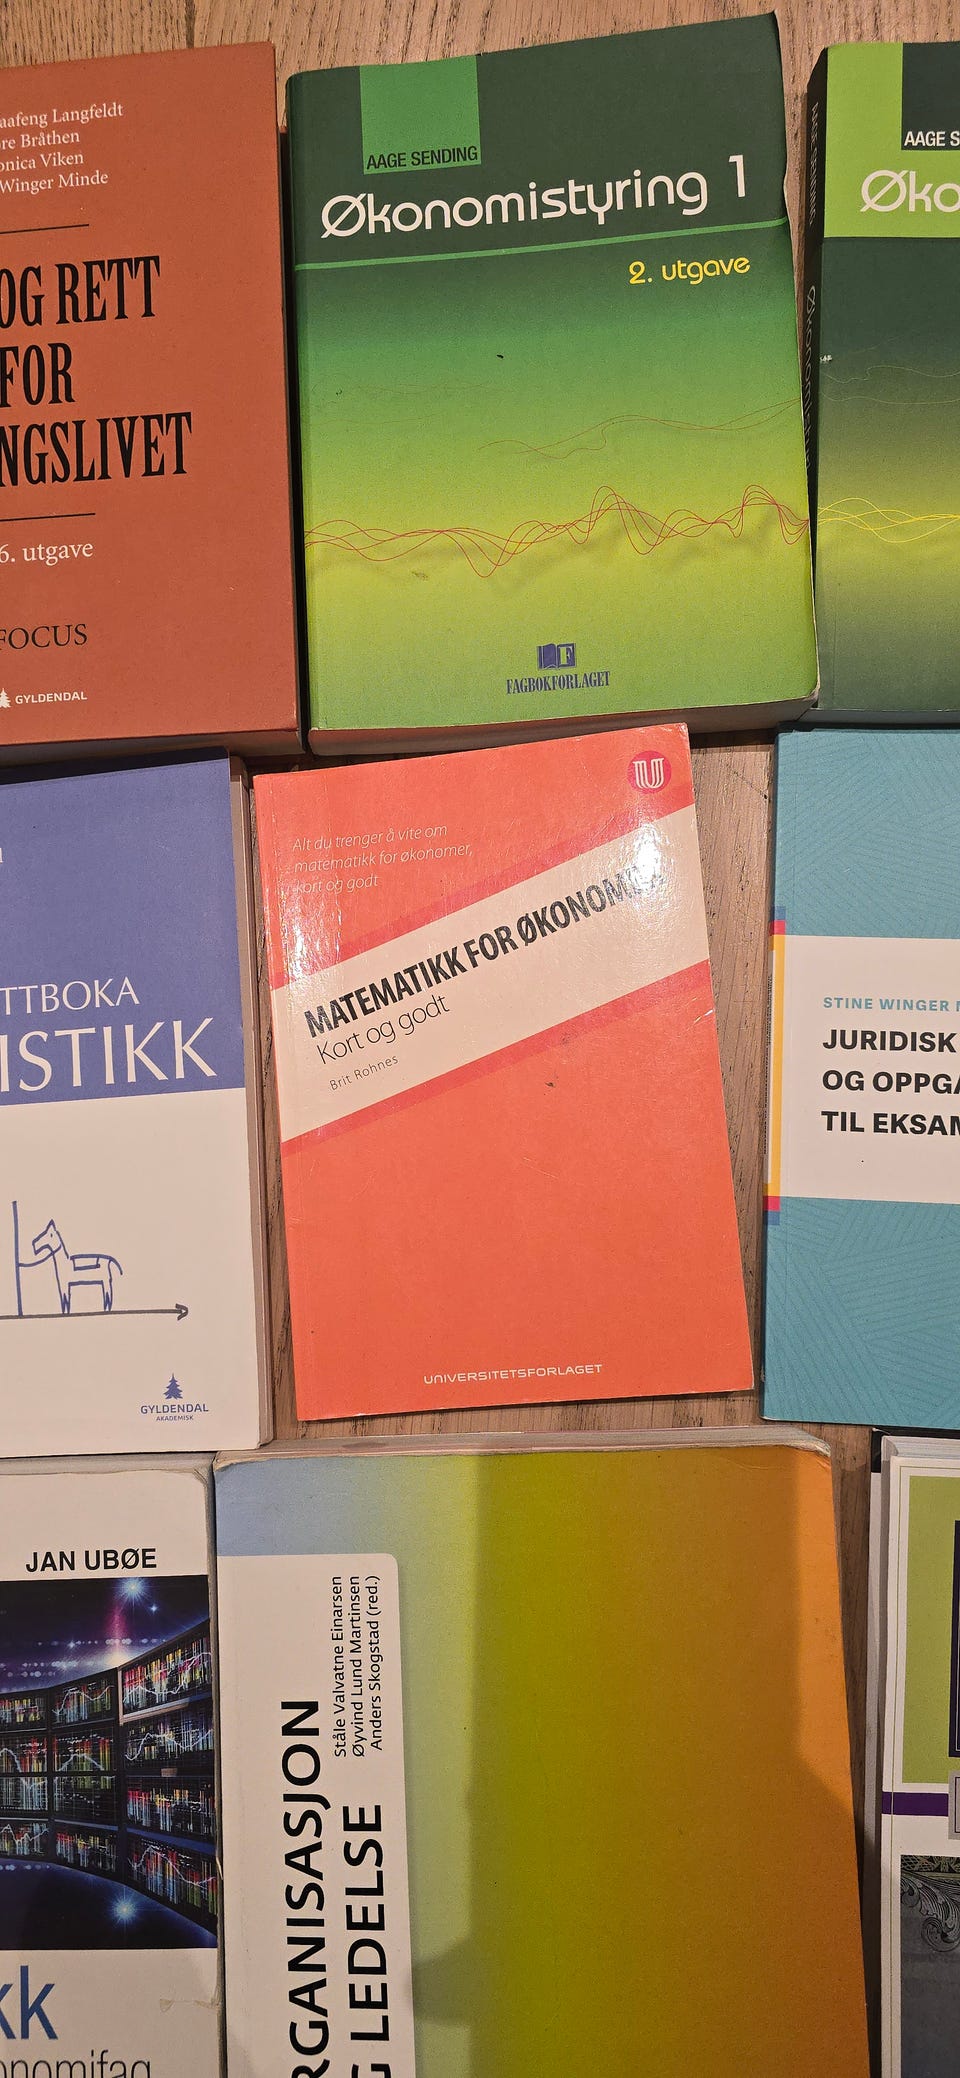 aafeng Langfeldt
re Bråthen
onica Viken
Winger Minde
OG RETT
FOR
NGSLIVET
6. utgave
FOCUS
GYLDENDAL
AAGE SENDING
Økonomistyring 1
2. utgave
F
FAGBOKFORLAGET
AAGE S
Øko
TTBOKA
ISTIKK
GYLDENDAL
AKADEMISK
U
Alt du trenger å vite om
matematikk for økonomer,
kort og godt
MATEMATIKK FOR ØKONOME
Kort og godt
Brit Rohnes
UNIVERSITETSFORLAGET
STINE WINGER
JURIDISK
OG OPPGA
TIL EKSAM
JAN UBØE
kk
onomifag
Ståle Valvatne Einarsen
Øyvind Lund Martinsen
Anders Skogstad (red.)
RGANISASJON
G LEDELSE